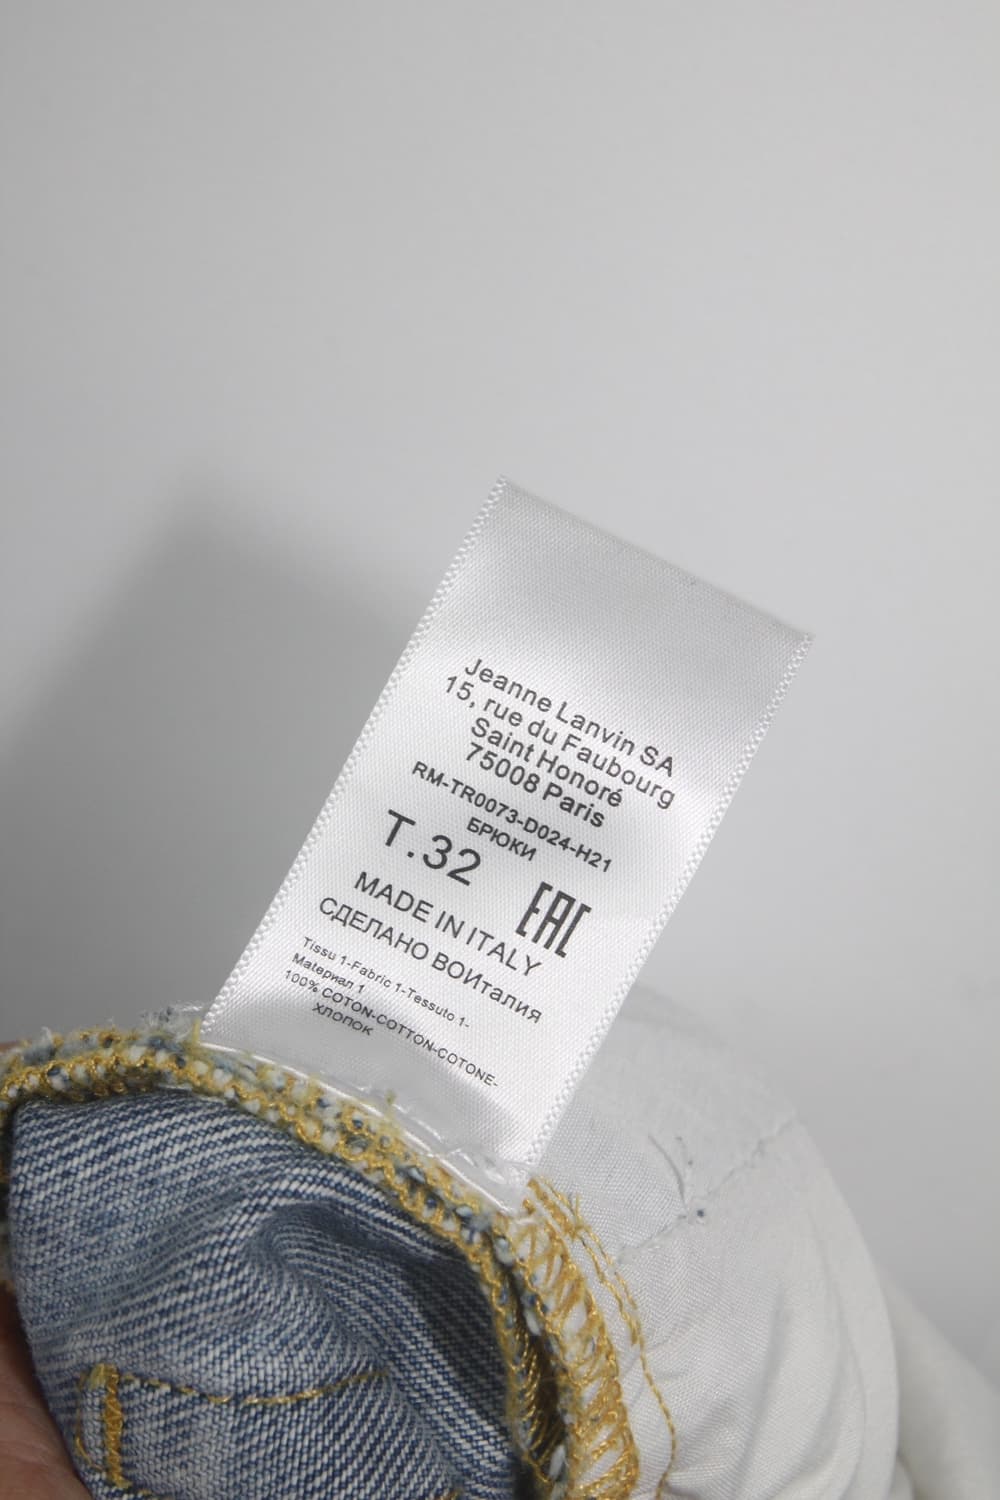 Jeanne Lanvin SA
15, rue du Faubourg
Saint Honoré
75008 Paris
RM-TR0073-D024-H21
БРЮКИ
T.32
EAC
MADE IN ITALY
СДЕЛАНО ВОИталия
Tissu 1-Fabric 1-Tessuto 1-
Материал 1
100% COTON-COTTON-COTONE-
ХЛОПОК